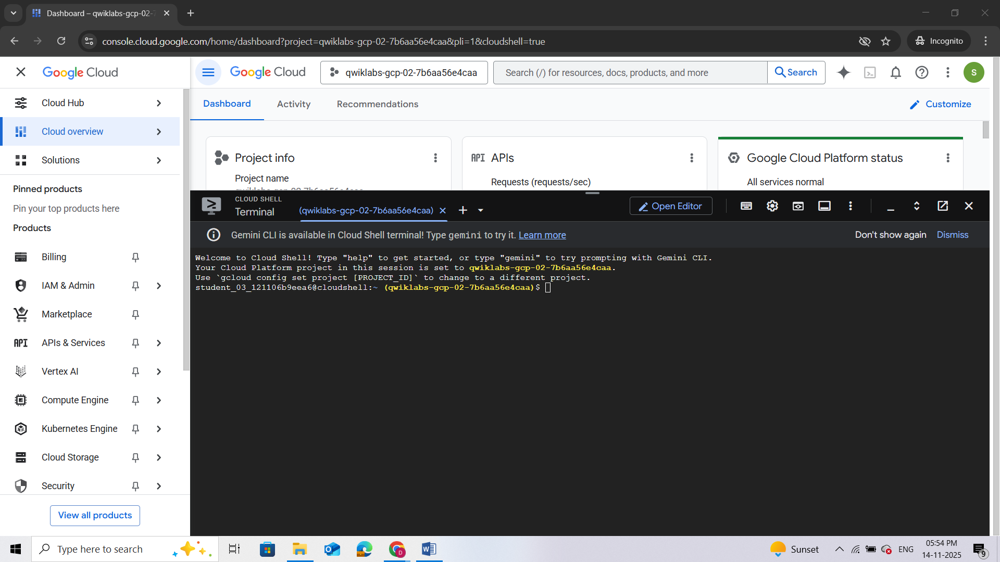 Dashboard – qwiklabs-gcp-02-
console.cloud.google.com/home/dashboard?project=qwiklabs-gcp-02-7b6aa56e4caa&pli=1&cloudshell=true
Incognito
Google Cloud
Google Cloud
qwiklabs-gcp-02-7b6aa56e4caa
Search (/) for resources, docs, products, and more
Search
S
Cloud Hub
Cloud overview
Solutions
Pinned products
Pin your top products here
Products
Billing
IAM & Admin
Marketplace
API APIs & Services
Vertex AI
Compute Engine
Kubernetes Engine
Cloud Storage
Security
View all products
Dashboard
Activity
Recommendations
Customize
Project info
Project name
API APIs
Requests (requests/sec)
Google Cloud Platform status
All services normal
CLOUD SHELL
Terminal
(qwiklabs-gcp-02-7b6aa56e4caa)
Open Editor
Gemini CLI is available in Cloud Shell terminal! Type gemini to try it. Learn more
Don't show again
Dismiss
Welcome to Cloud Shell! Type "help" to get started, or type "gemini" to try prompting with Gemini CLI.
Your Cloud Platform project in this session is set to qwiklabs-gcp-02-7b6aa56e4caa.
Use `gcloud config set project [PROJECT_ID]` to change to a different project.
student_03_121106b9eea6@cloudshell:~ (qwiklabs-gcp-02-7b6aa56e4caa)$
Type here to search
D
Sunset
ENG
05:54 PM
14-11-2025
9